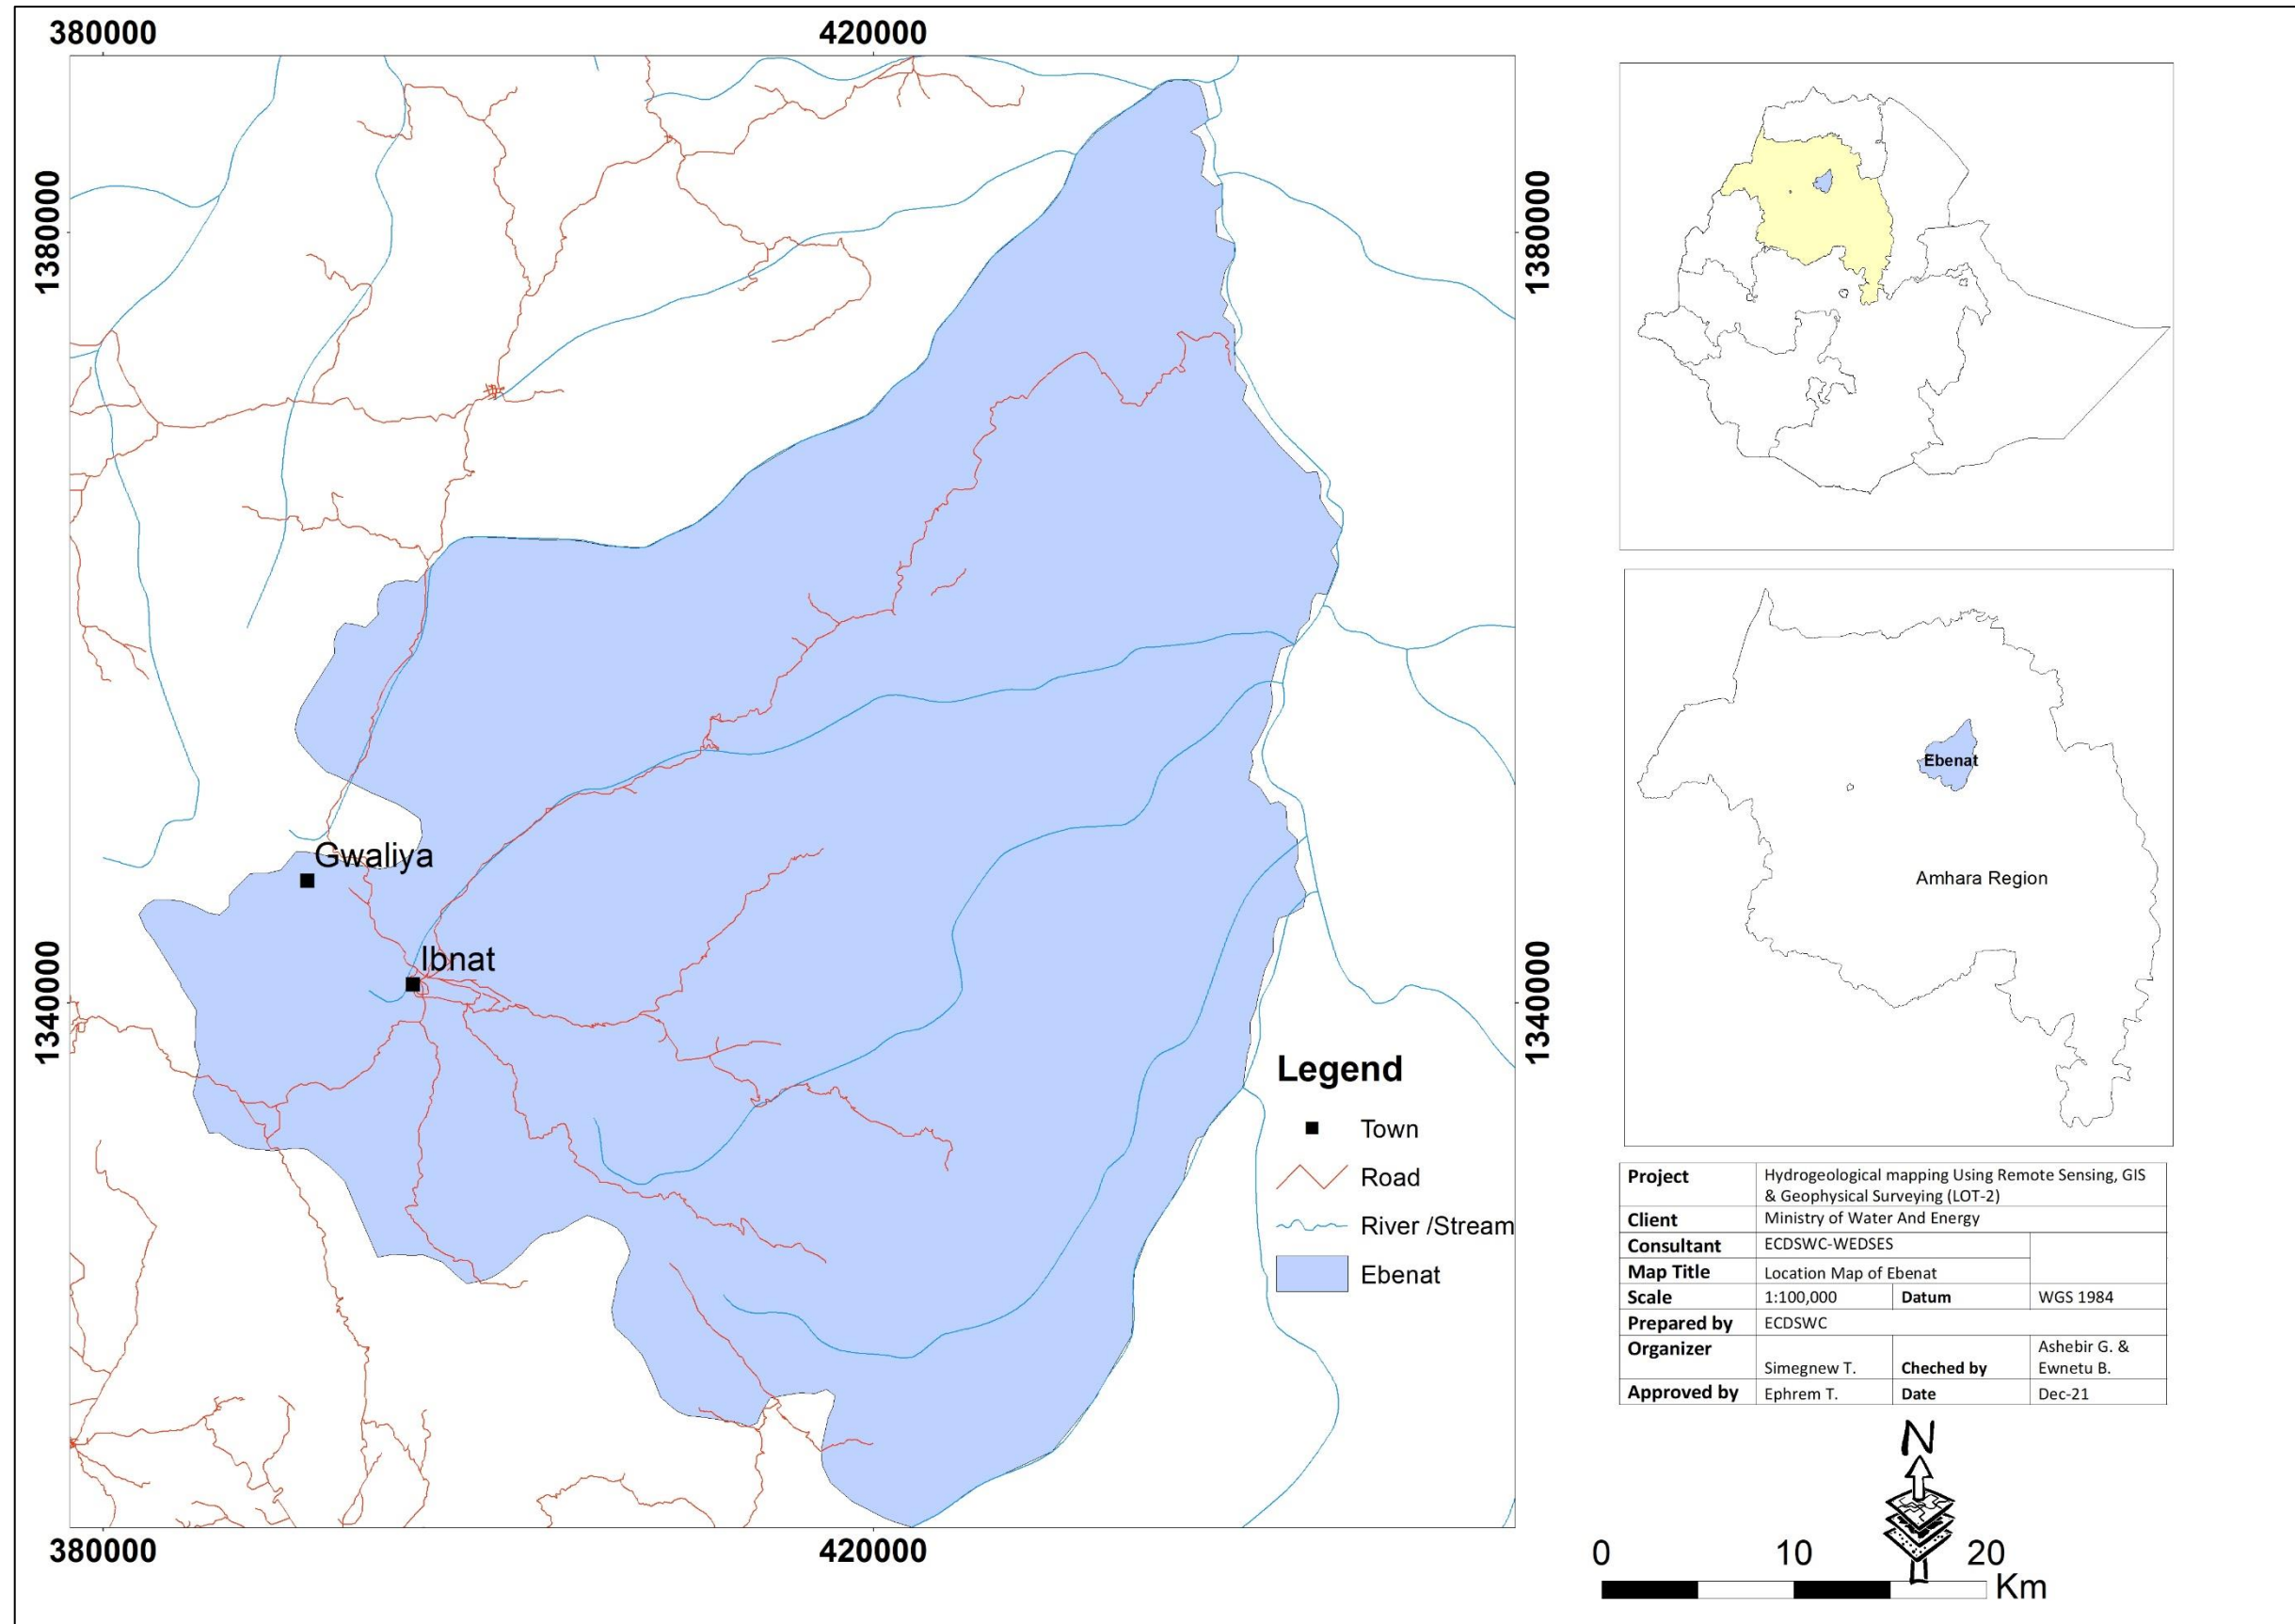 380000 420000
1380000 1380000
Gwaliya
Ibnat
1340000 1340000
Legend
Town
Road
River /Stream
Ebenat
380000 420000
Ebenat
Amhara Region
Project Hydrogeological mapping Using Remote Sensing, GIS
& Geophysical Surveying (LOT-2)
Client Ministry of Water And Energy
Consultant ECDSWC-WEDSES
Map Title Location Map of Ebenat
Scale 1:100,000 Datum WGS 1984
Prepared by ECDSWC
Organizer Simegnew T. Cheched by Ashebir G. &
Ewnetu B.
Approved by Ephrem T. Date Dec-21
N
0 10 20
Km